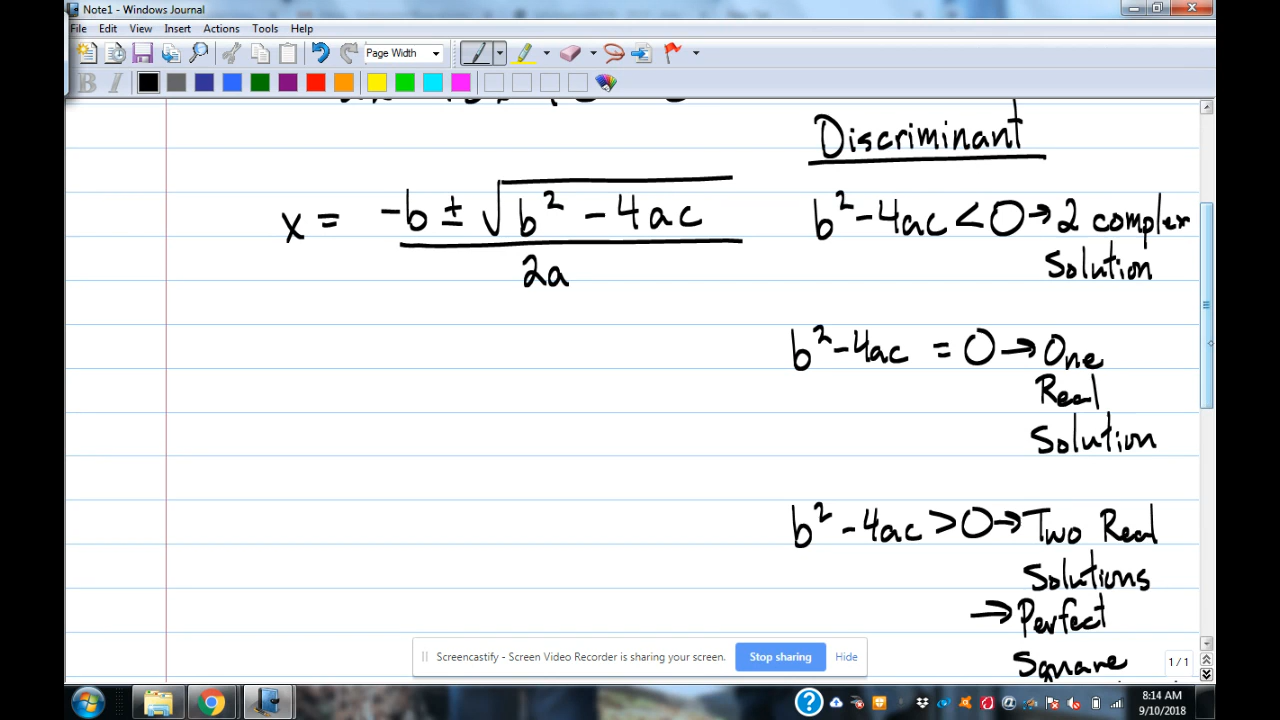 Note1 - Windows Journal
File Edit View Insert Actions Tools Help
Page Width
B I
Discriminant
x = -b ± √b² - 4ac
2a
b² - 4ac < 0 → 2 complex
Solution
b² - 4ac = 0 → One
Real
Solution
b² - 4ac > 0 → Two Real
Solutions
→ Perfect
Square
Screencastify - Screen Video Recorder is sharing your screen. Stop sharing Hide
1 / 1
8:14 AM
9/10/2018